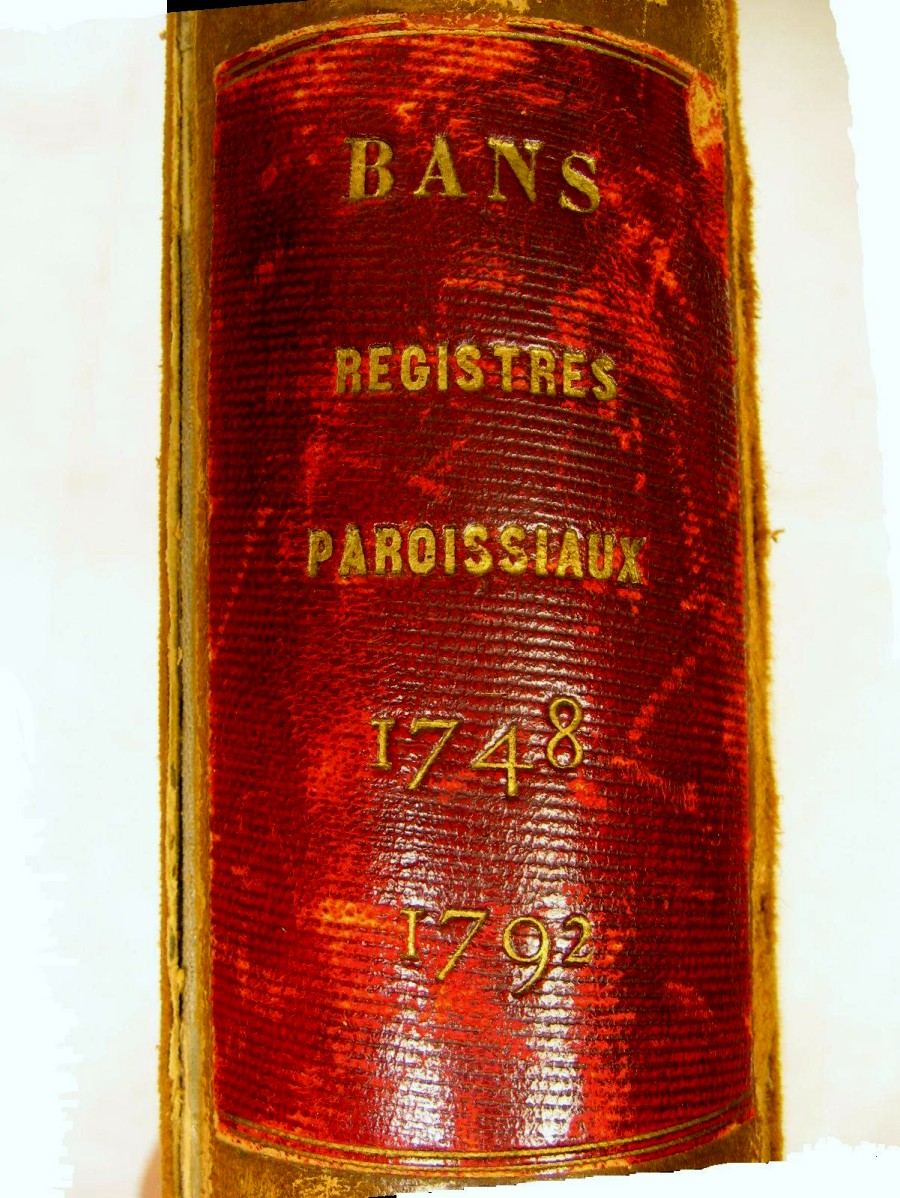 BANS
REGISTRES
PAROISSIAUX
1748
1792